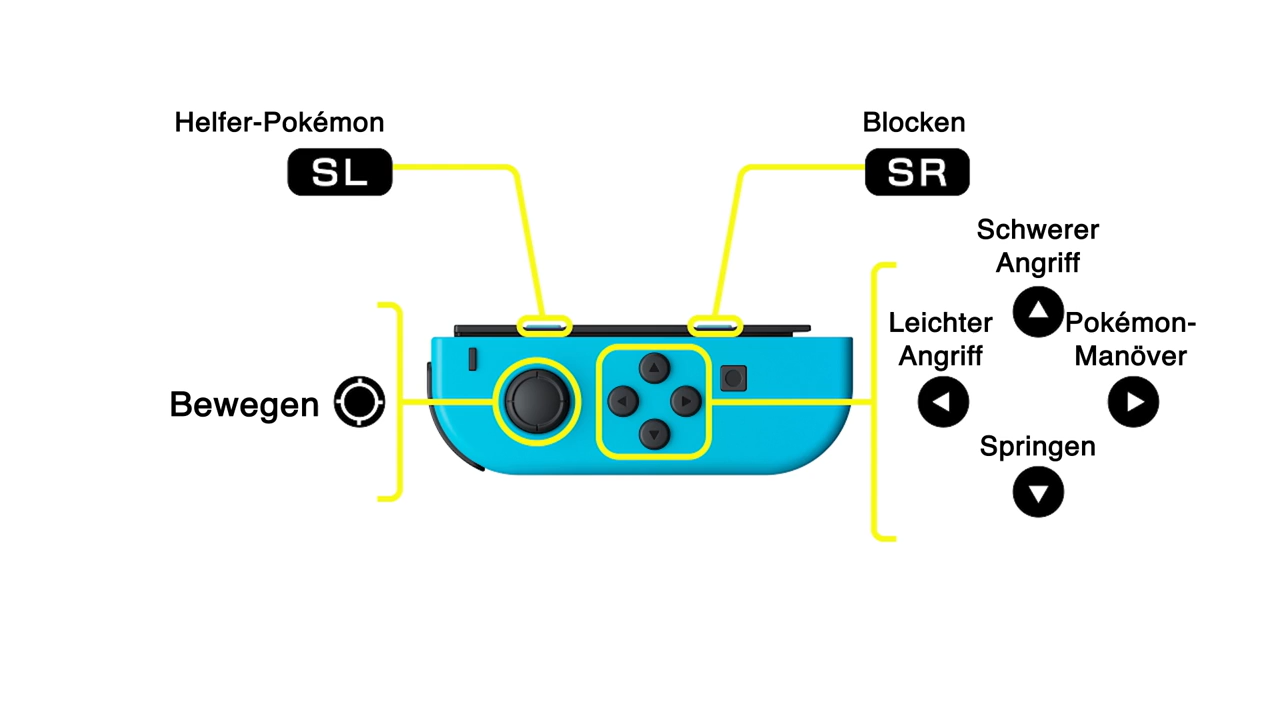 Helfer-Pokémon
SL
Blocken
SR
Schwerer
Angriff
Leichter
Angriff
Pokémon-
Manöver
Bewegen
Springen